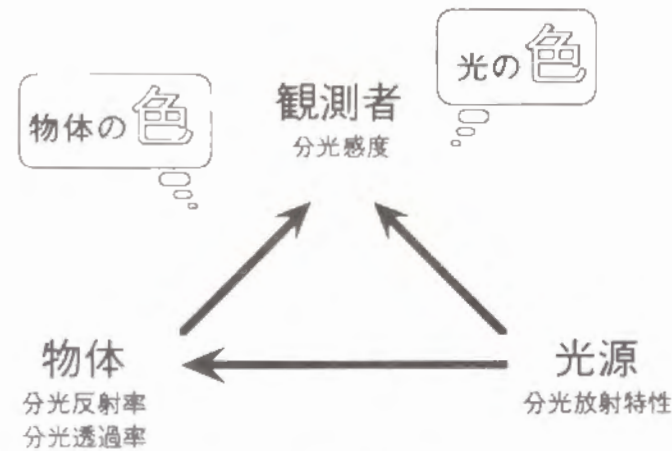 光の色
物体の色
観測者
分光感度
物体
分光反射率
分光透過率
光源
分光放射特性